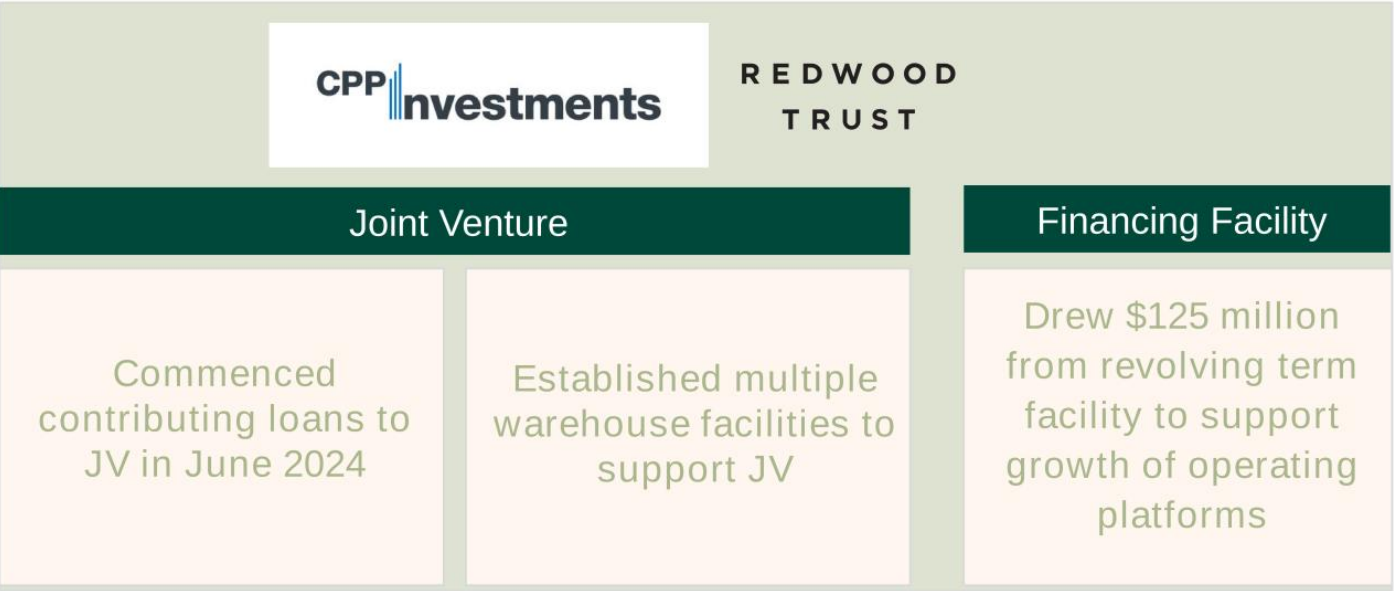 CPP Investments
REDWOOD
TRUST
Joint Venture
Financing Facility
Commenced
contributing loans to
JV in June 2024
Established multiple
warehouse facilities to
support JV
Drew $125 million
from revolving term
facility to support
growth of operating
platforms